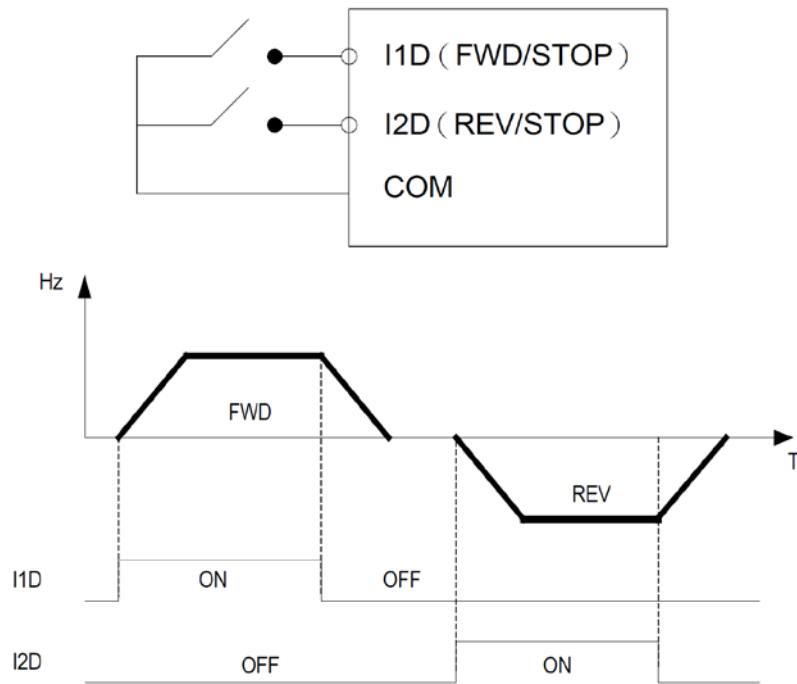 I1D（FWD/STOP）
I2D（REV/STOP）
COM
Hz
FWD
T
REV
I1D ON OFF
I2D OFF ON